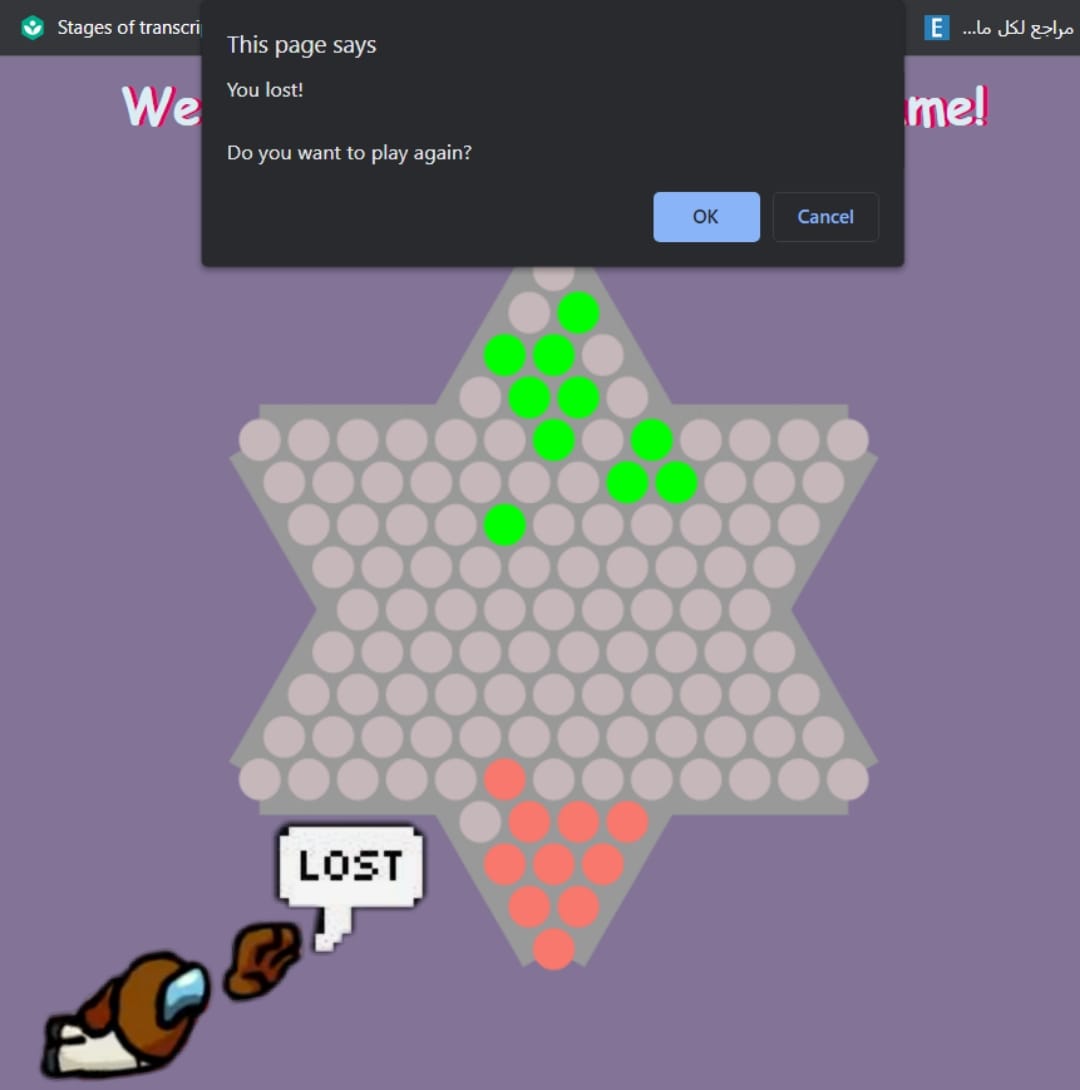 Stages of transcri
This page says
You lost!
Do you want to play again?
OK
Cancel
E
مراجع لكل ما...
We
me!
LOST